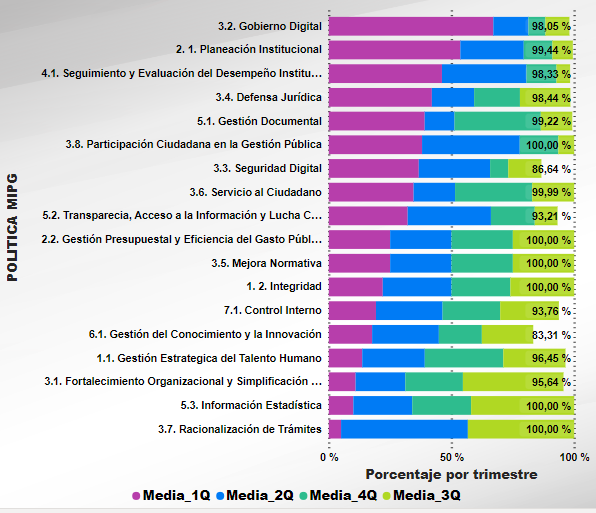 3.2. Gobierno Digital 98,05 %
2. 1. Planeación Institucional 99,44 %
4.1. Seguimiento y Evaluación del Desempeño Institu... 98,33 %
3.4. Defensa Jurídica 98,44 %
5.1. Gestión Documental 99,22 %
3.8. Participación Ciudadana en la Gestión Pública 100,00 %
3.3. Seguridad Digital 86,64 %
3.6. Servicio al Ciudadano 99,99 %
5.2. Transparecia, Acceso a la Información y Lucha C... 93,21 %
2.2. Gestión Presupuestal y Eficiencia del Gasto Públ... 100,00 %
3.5. Mejora Normativa 100,00 %
1. 2. Integridad 100,00 %
7.1. Control Interno 93,76 %
6.1. Gestión del Conocimiento y la Innovación 83,31 %
1.1. Gestión Estrategica del Talento Humano 96,45 %
3.1. Fortalecimiento Organizacional y Simplificación ... 95,64 %
5.3. Información Estadística 100,00 %
3.7. Racionalización de Trámites 100,00 %
POLITICA MIPG
0 % 50 % 100 %
Porcentaje por trimestre
Media_1Q Media_2Q Media_4Q Media_3Q